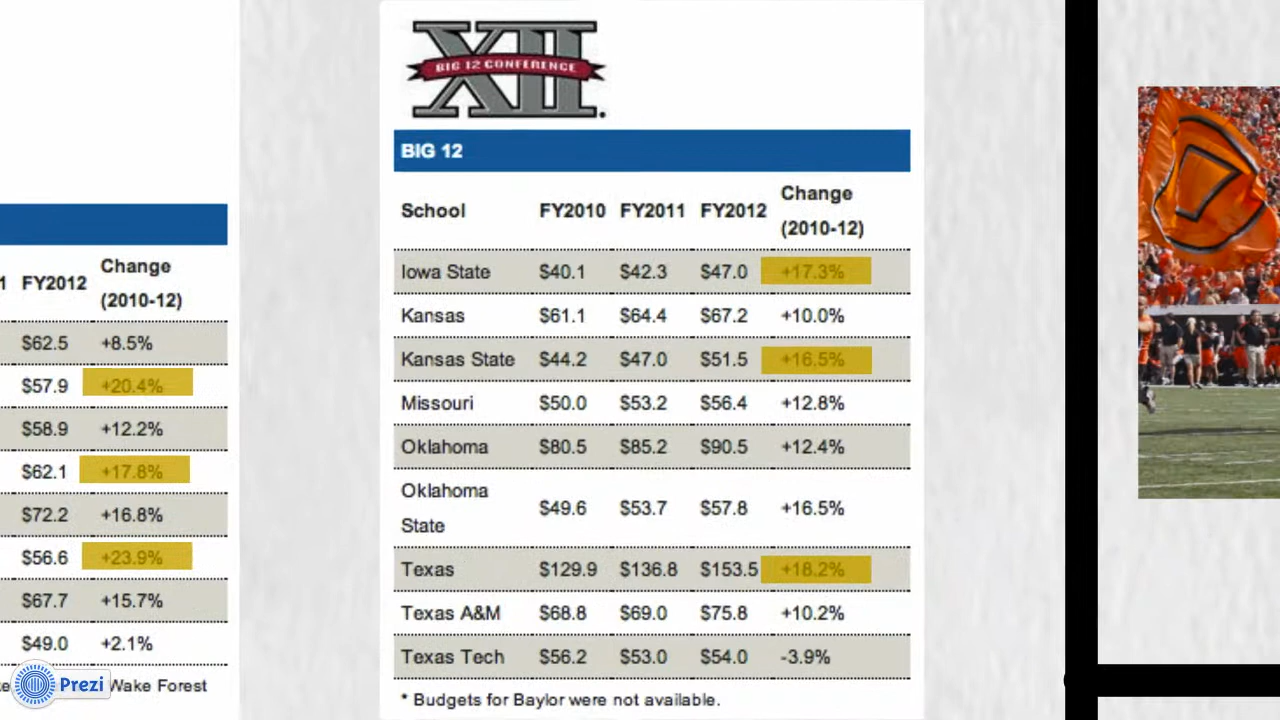 XII.
BIG 12 CONFERENCE
BIG 12
School FY2010 FY2011 FY2012 Change (2010-12)
Iowa State $40.1 $42.3 $47.0 +17.3%
Kansas $61.1 $64.4 $67.2 +10.0%
Kansas State $44.2 $47.0 $51.5 +16.5%
Missouri $50.0 $53.2 $56.4 +12.8%
Oklahoma $80.5 $85.2 $90.5 +12.4%
Oklahoma State $49.6 $53.7 $57.8 +16.5%
Texas $129.9 $136.8 $153.5 +18.2%
Texas A&M $68.8 $69.0 $75.8 +10.2%
Texas Tech $56.2 $53.0 $54.0 -3.9%
* Budgets for Baylor were not available.
1 FY2012 Change (2010-12)
$62.5 +8.5%
$57.9 +20.4%
$58.9 +12.2%
$62.1 +17.8%
$72.2 +16.8%
$56.6 +23.9%
$67.7 +15.7%
$49.0 +2.1%
Wake Forest
Prezi